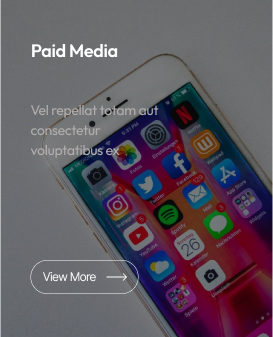 Paid Media
Vel repellat totam aut
consectetur
voluptatibus ex
View More